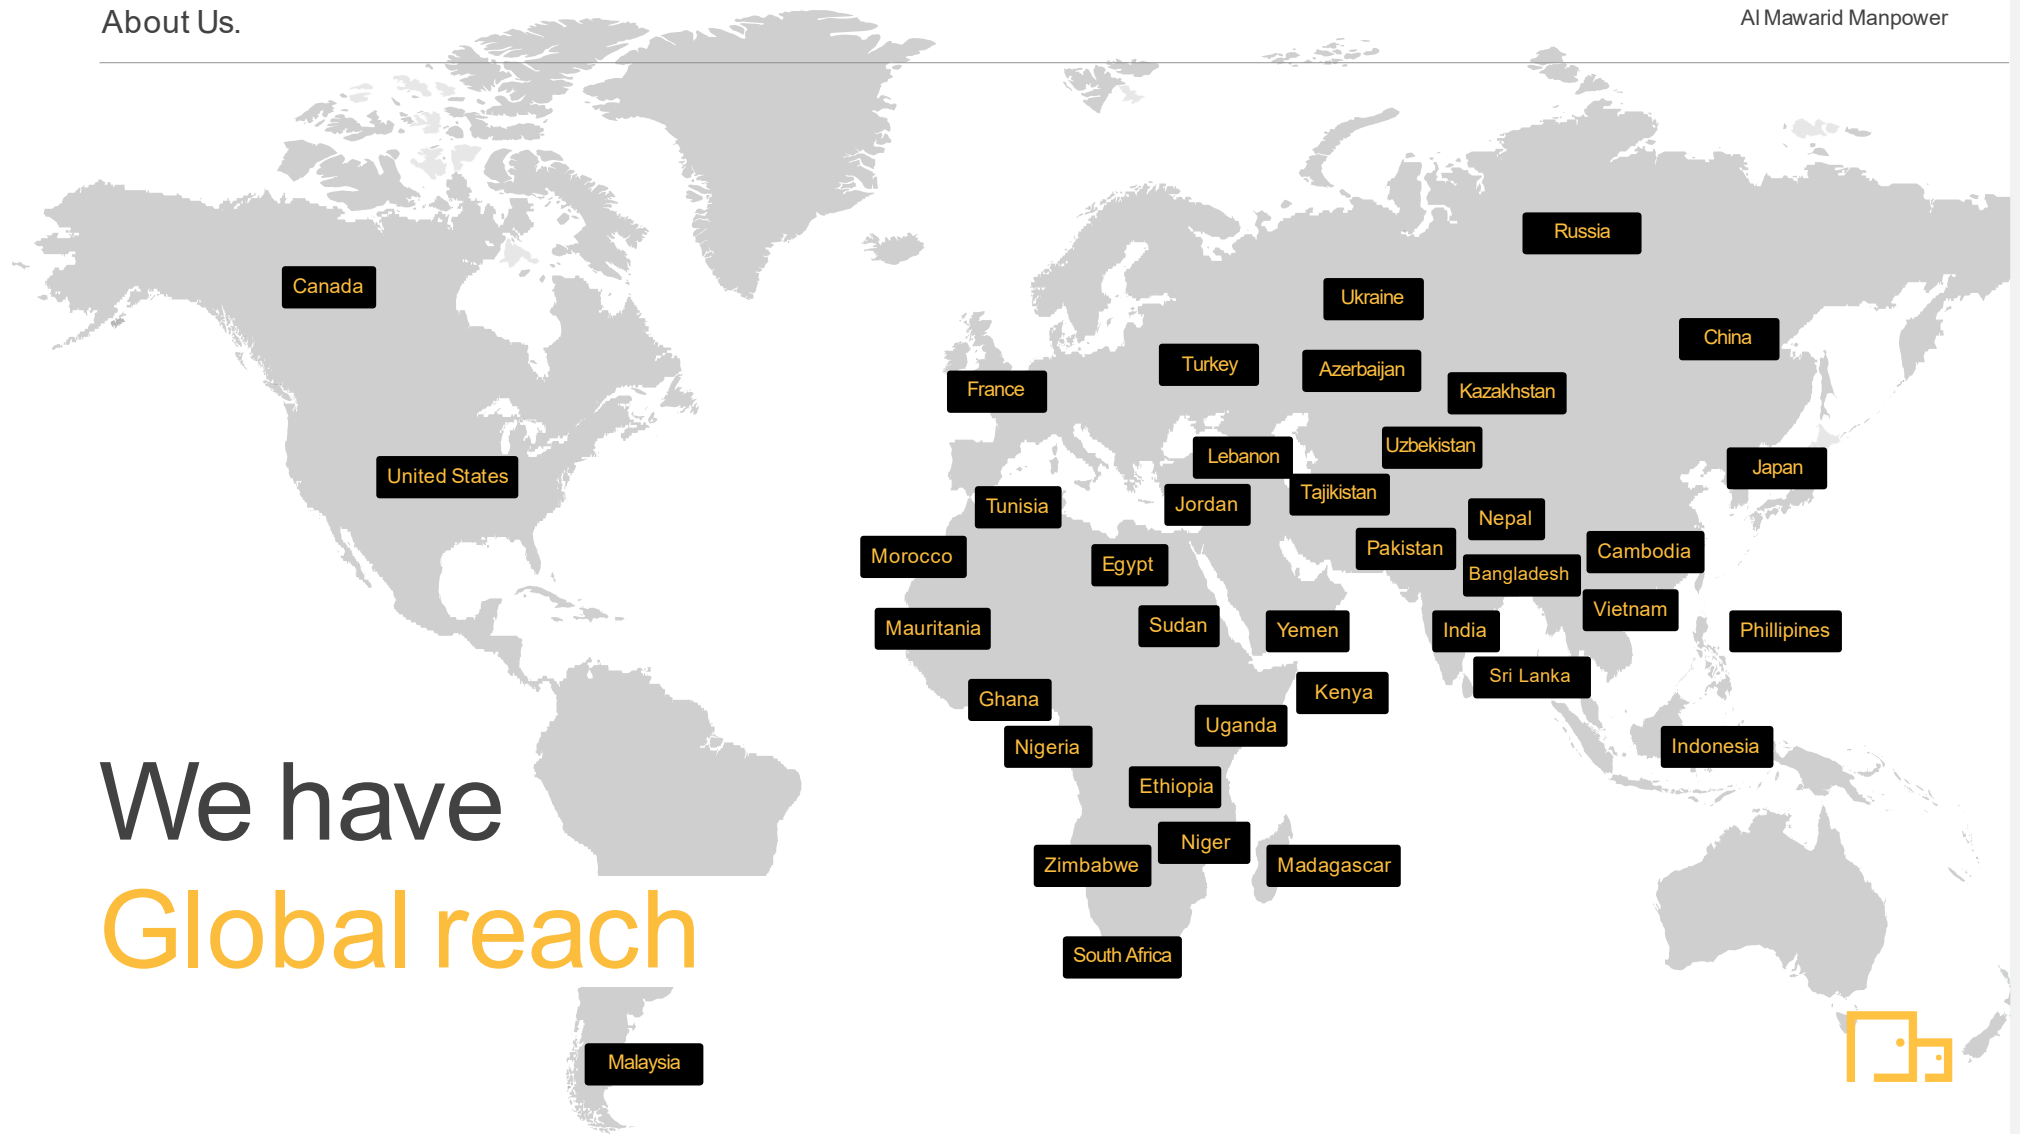 About Us.
Al Mawarid Manpower
Russia
Canada
Ukraine
China
Turkey
Azerbaijan
France
Kazakhstan
Uzbekistan
Lebanon
Japan
United States
Tajikistan
Tunisia
Jordan
Nepal
Morocco
Pakistan
Cambodia
Egypt
Bangladesh
Vietnam
Mauritania
Sudan
Yemen
India
Phillipines
Sri Lanka
Ghana
Kenya
Uganda
Nigeria
Indonesia
We have
Ethiopia
Niger
Zimbabwe
Madagascar
Global reach
South Africa
Malaysia